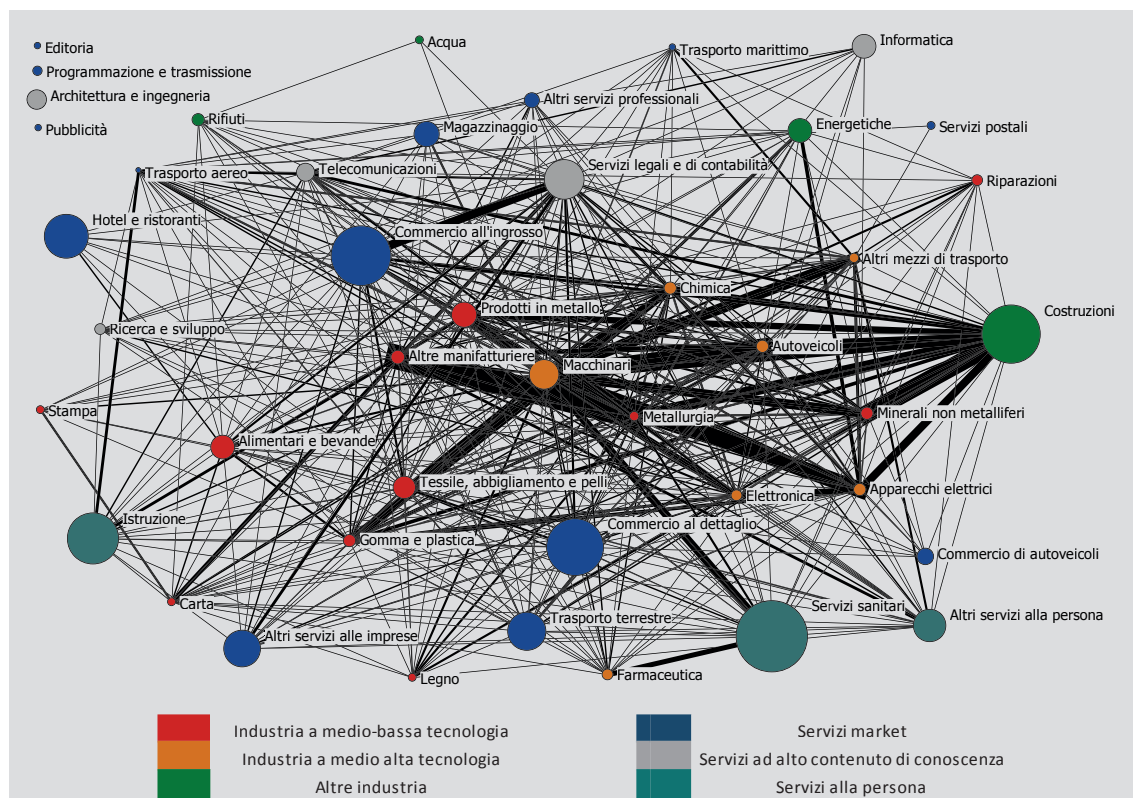 Editoria
Programmazione e trasmissione
Architettura e ingegneria
Pubblicità
Acqua
Trasporto marittimo
Informatica
Altri servizi professionali
Rifiuti
Magazzinaggio
Energetiche
Servizi postali
Trasporto aereo
Telecomunicazioni
Servizi legali e di contabilità
Riparazioni
Hotel e ristoranti
Commercio all'ingrosso
Altri mezzi di trasporto
Chimica
Prodotti in metallo
Costruzioni
Ricerca e sviluppo
Autoveicoli
Altre manifatturiere
Macchinari
Stampa
Metallurgia
Minerali non metalliferi
Alimentari e bevande
Tessile, abbigliamento e pelli
Elettronica
Apparecchi elettrici
Istruzione
Commercio al dettaglio
Gomma e plastica
Commercio di autoveicoli
Carta
Servizi sanitari
Altri servizi alla persona
Altri servizi alle imprese
Trasporto terrestre
Legno
Farmaceutica
Industria a medio-bassa tecnologia
Servizi market
Industria a medio alta tecnologia
Servizi ad alto contenuto di conoscenza
Altre industria
Servizi alla persona